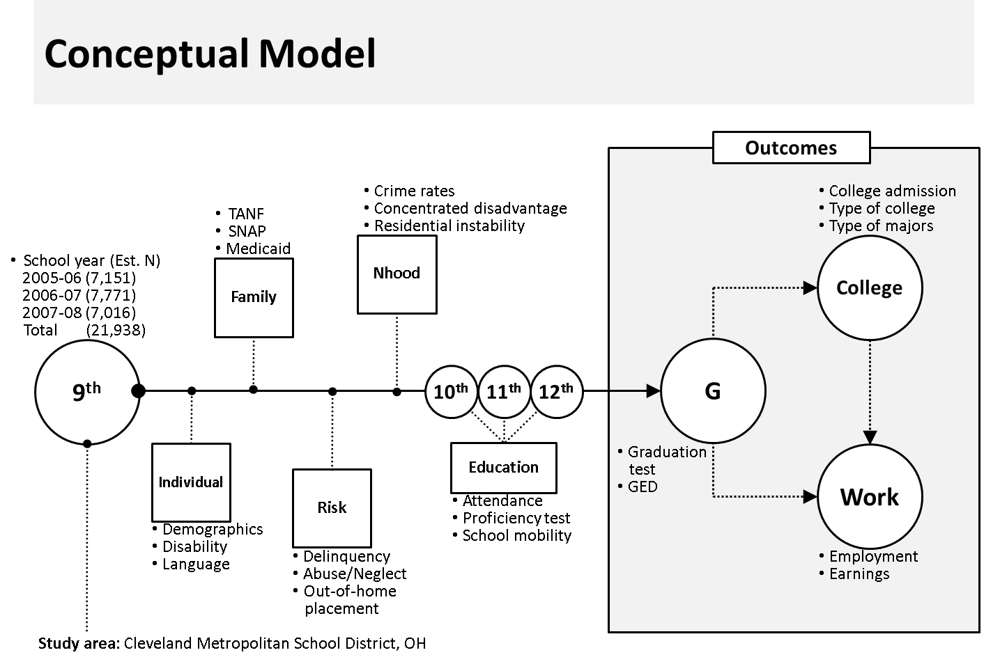 Conceptual Model
Outcomes
• Crime rates
• Concentrated disadvantage
• Residential instability
• College admission
• Type of college
• Type of majors
• TANF
• SNAP
• Medicaid
• School year (Est. N)
2005-06 (7,151)
2006-07 (7,771)
2007-08 (7,016)
Total (21,938)
Nhood
Family
College
9th
10th
11th
12th
G
• Graduation
test
• GED
Individual
• Demographics
• Disability
• Language
Risk
• Delinquency
• Abuse/Neglect
• Out-of-home
placement
Education
• Attendance
• Proficiency test
• School mobility
Work
• Employment
• Earnings
Study area: Cleveland Metropolitan School District, OH